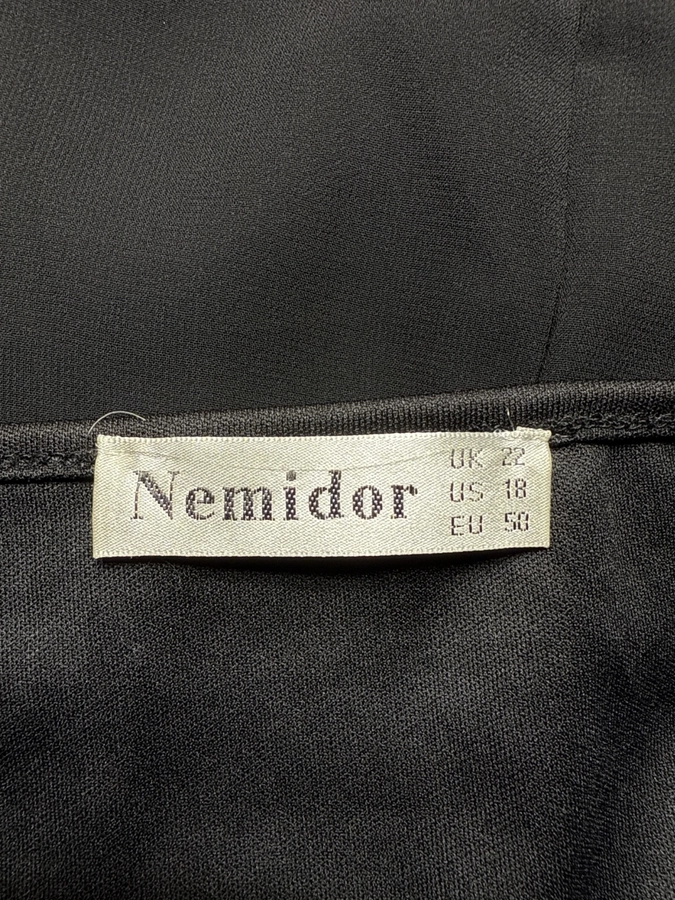 Nemidor
UK 22
US 18
EU 50